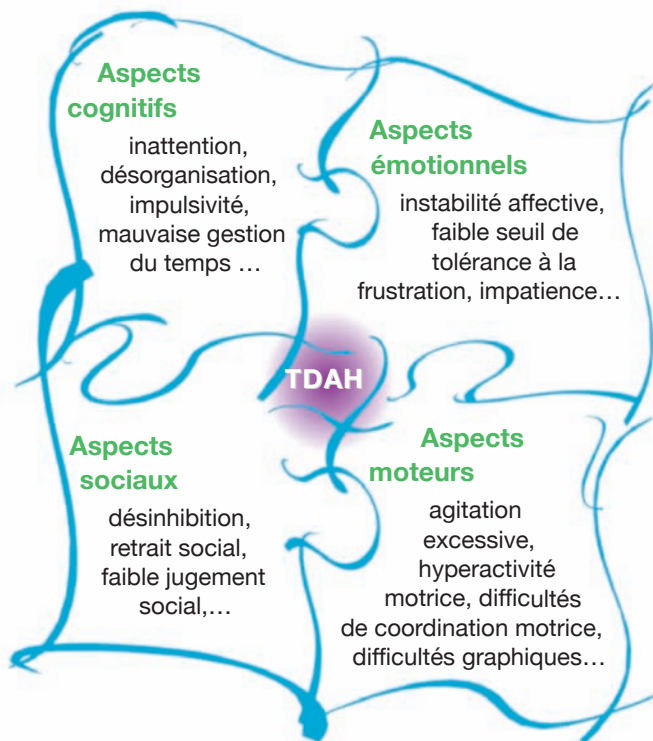 Aspects
cognitifs
inattention,
désorganisation,
impulsivité,
mauvaise gestion
du temps …
Aspects
émotionnels
instabilité affective,
faible seuil de
tolérance à la
frustration, impatience…
TDAH
Aspects
sociaux
désinhibition,
retrait social,
faible jugement
social,…
Aspects
moteurs
agitation
excessive,
hyperactivité
motrice, difficultés
de coordination motrice,
difficultés graphiques…